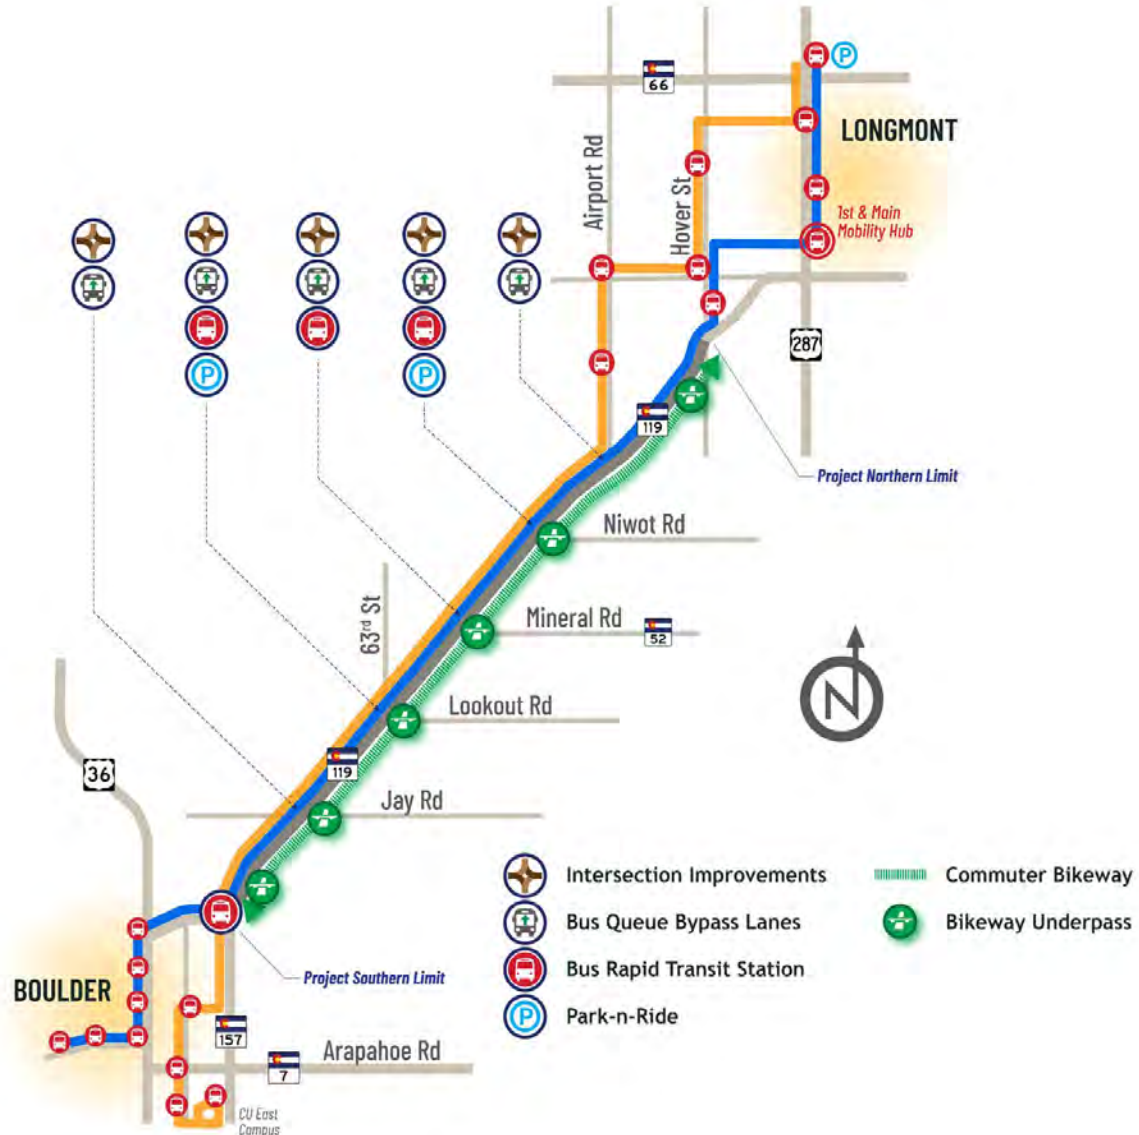 66
P
LONGMONT
Airport Rd
Hover St
1st & Main
Mobility Hub
287
P
P
119
Project Northern Limit
Niwot Rd
63rd St
Mineral Rd
52
Lookout Rd
N
119
36
Jay Rd
Intersection Improvements
Commuter Bikeway
Bus Queue Bypass Lanes
Bikeway Underpass
Bus Rapid Transit Station
P
Park-n-Ride
Project Southern Limit
BOULDER
157
Arapahoe Rd
7
CU East
Campus